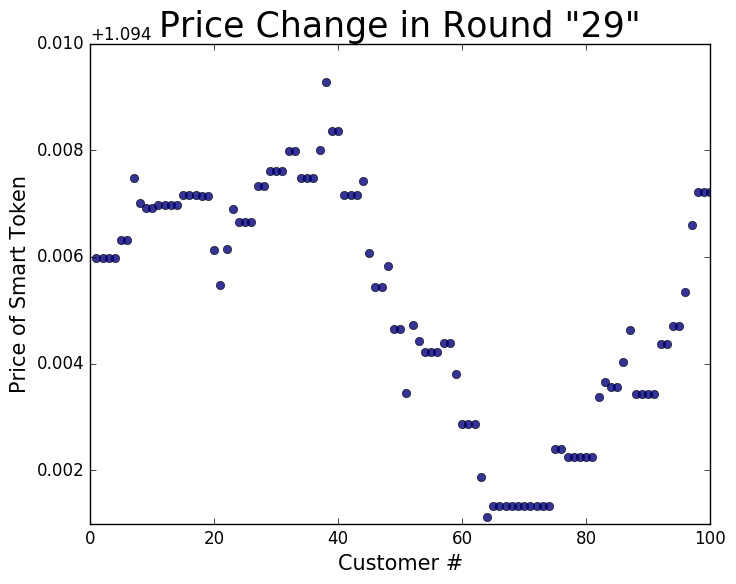 Price Change in Round "29"
+1.094
0.010
0.008
0.006
0.004
0.002
Price of Smart Token
0 20 40 60 80 100
Customer #